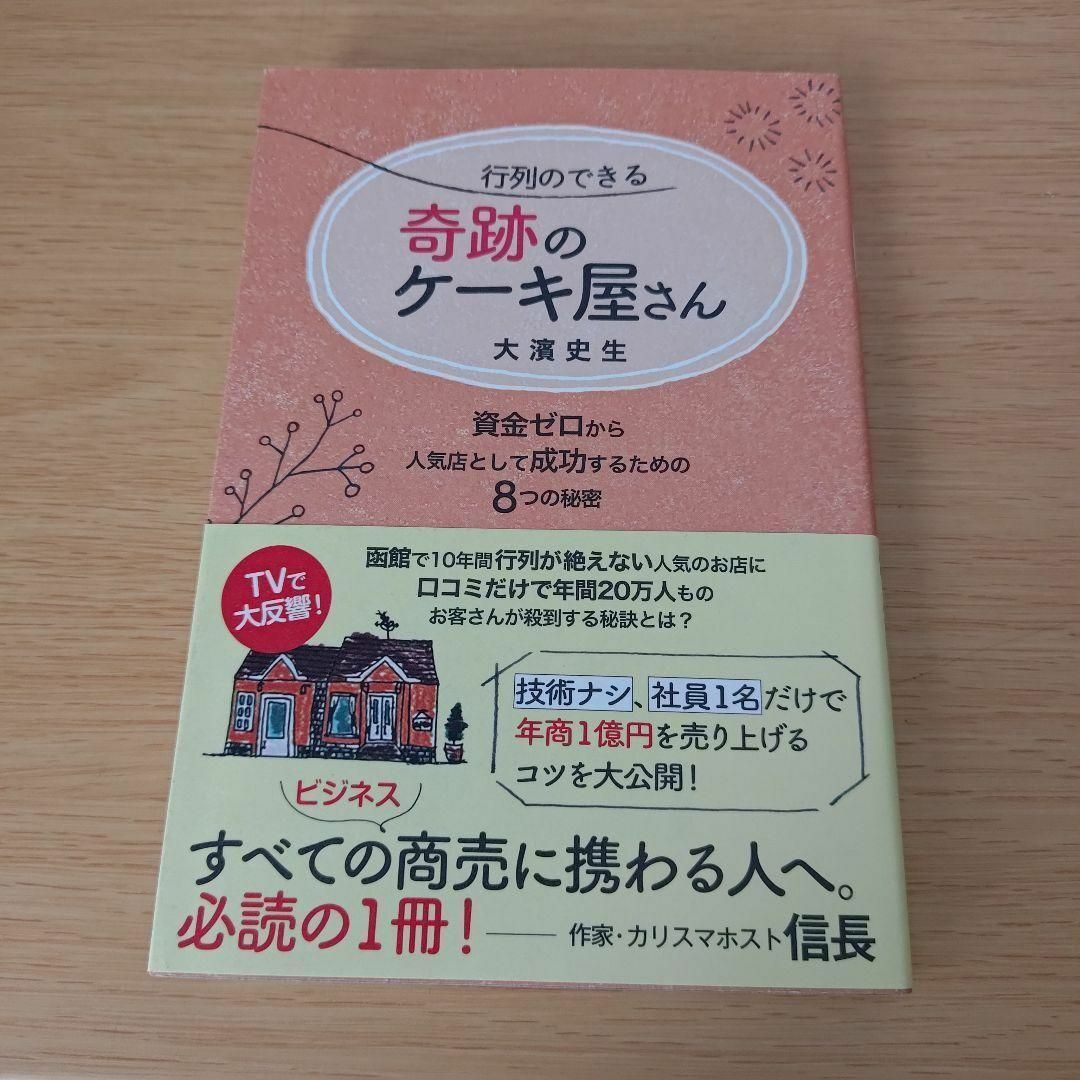 行列のできる
奇跡の
ケーキ屋さん
大濱史生
資金ゼロから
人気店として成功するための
8つの秘密
TVで
大反響!
函館で10年間行列が絶えない人気のお店に
口コミだけで年間20万人もの
お客さんが殺到する秘訣とは?
技術ナシ、社員1名だけで
年商1億円を売り上げる
コツを大公開!
ビジネス
すべての商売に携わる人へ。
必読の1冊!――作家・カリスマホスト信長